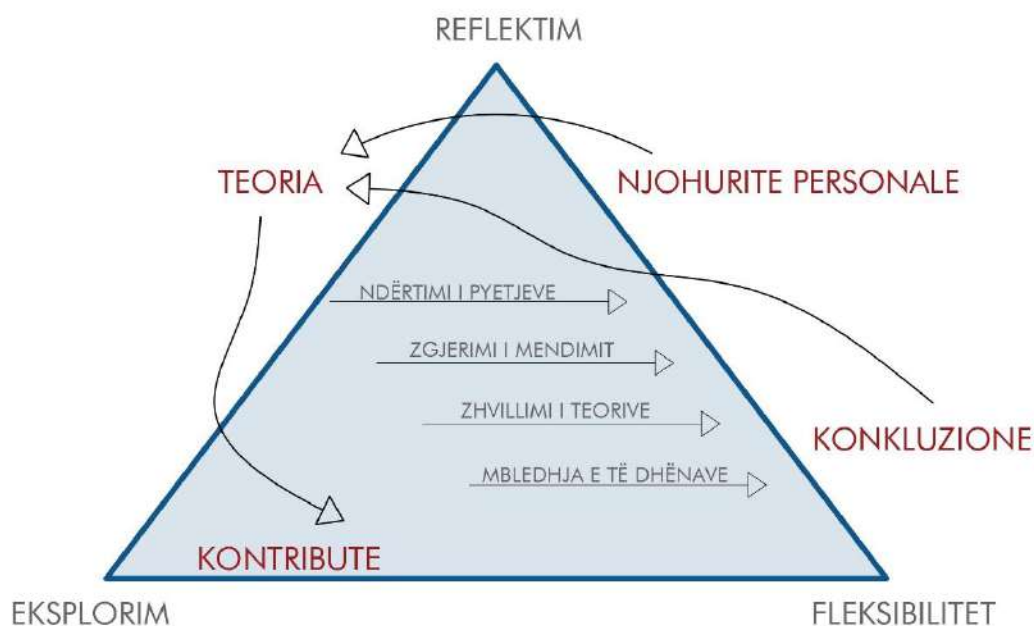 REFLEKTIM
TEORIA
NJOHURITE PERSONALE
NDËRTIMI I PYETJEVE
ZGJERIMI I MENDIMIT
ZHVILLIMI I TEORIVE
KONKLUZIONE
MBLEDHJA E TË DHËNAVE
KONTRIBUTE
EKSPLORIM
FLEKSIBILITET